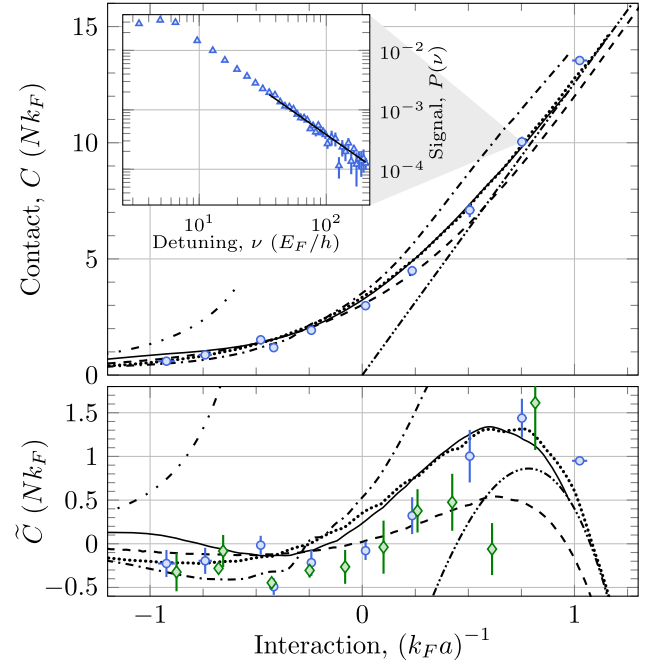 15
10
5
0
Contact, C (Nk_F)
10^{-2}
10^{-3}
10^{-4}
Signal, P(ν)
10^1 10^2
Detuning, ν (E_F/h)
1.5
1
0.5
0
−0.5
C̃ (Nk_F)
−1 0 1
Interaction, (k_F a)^{−1}